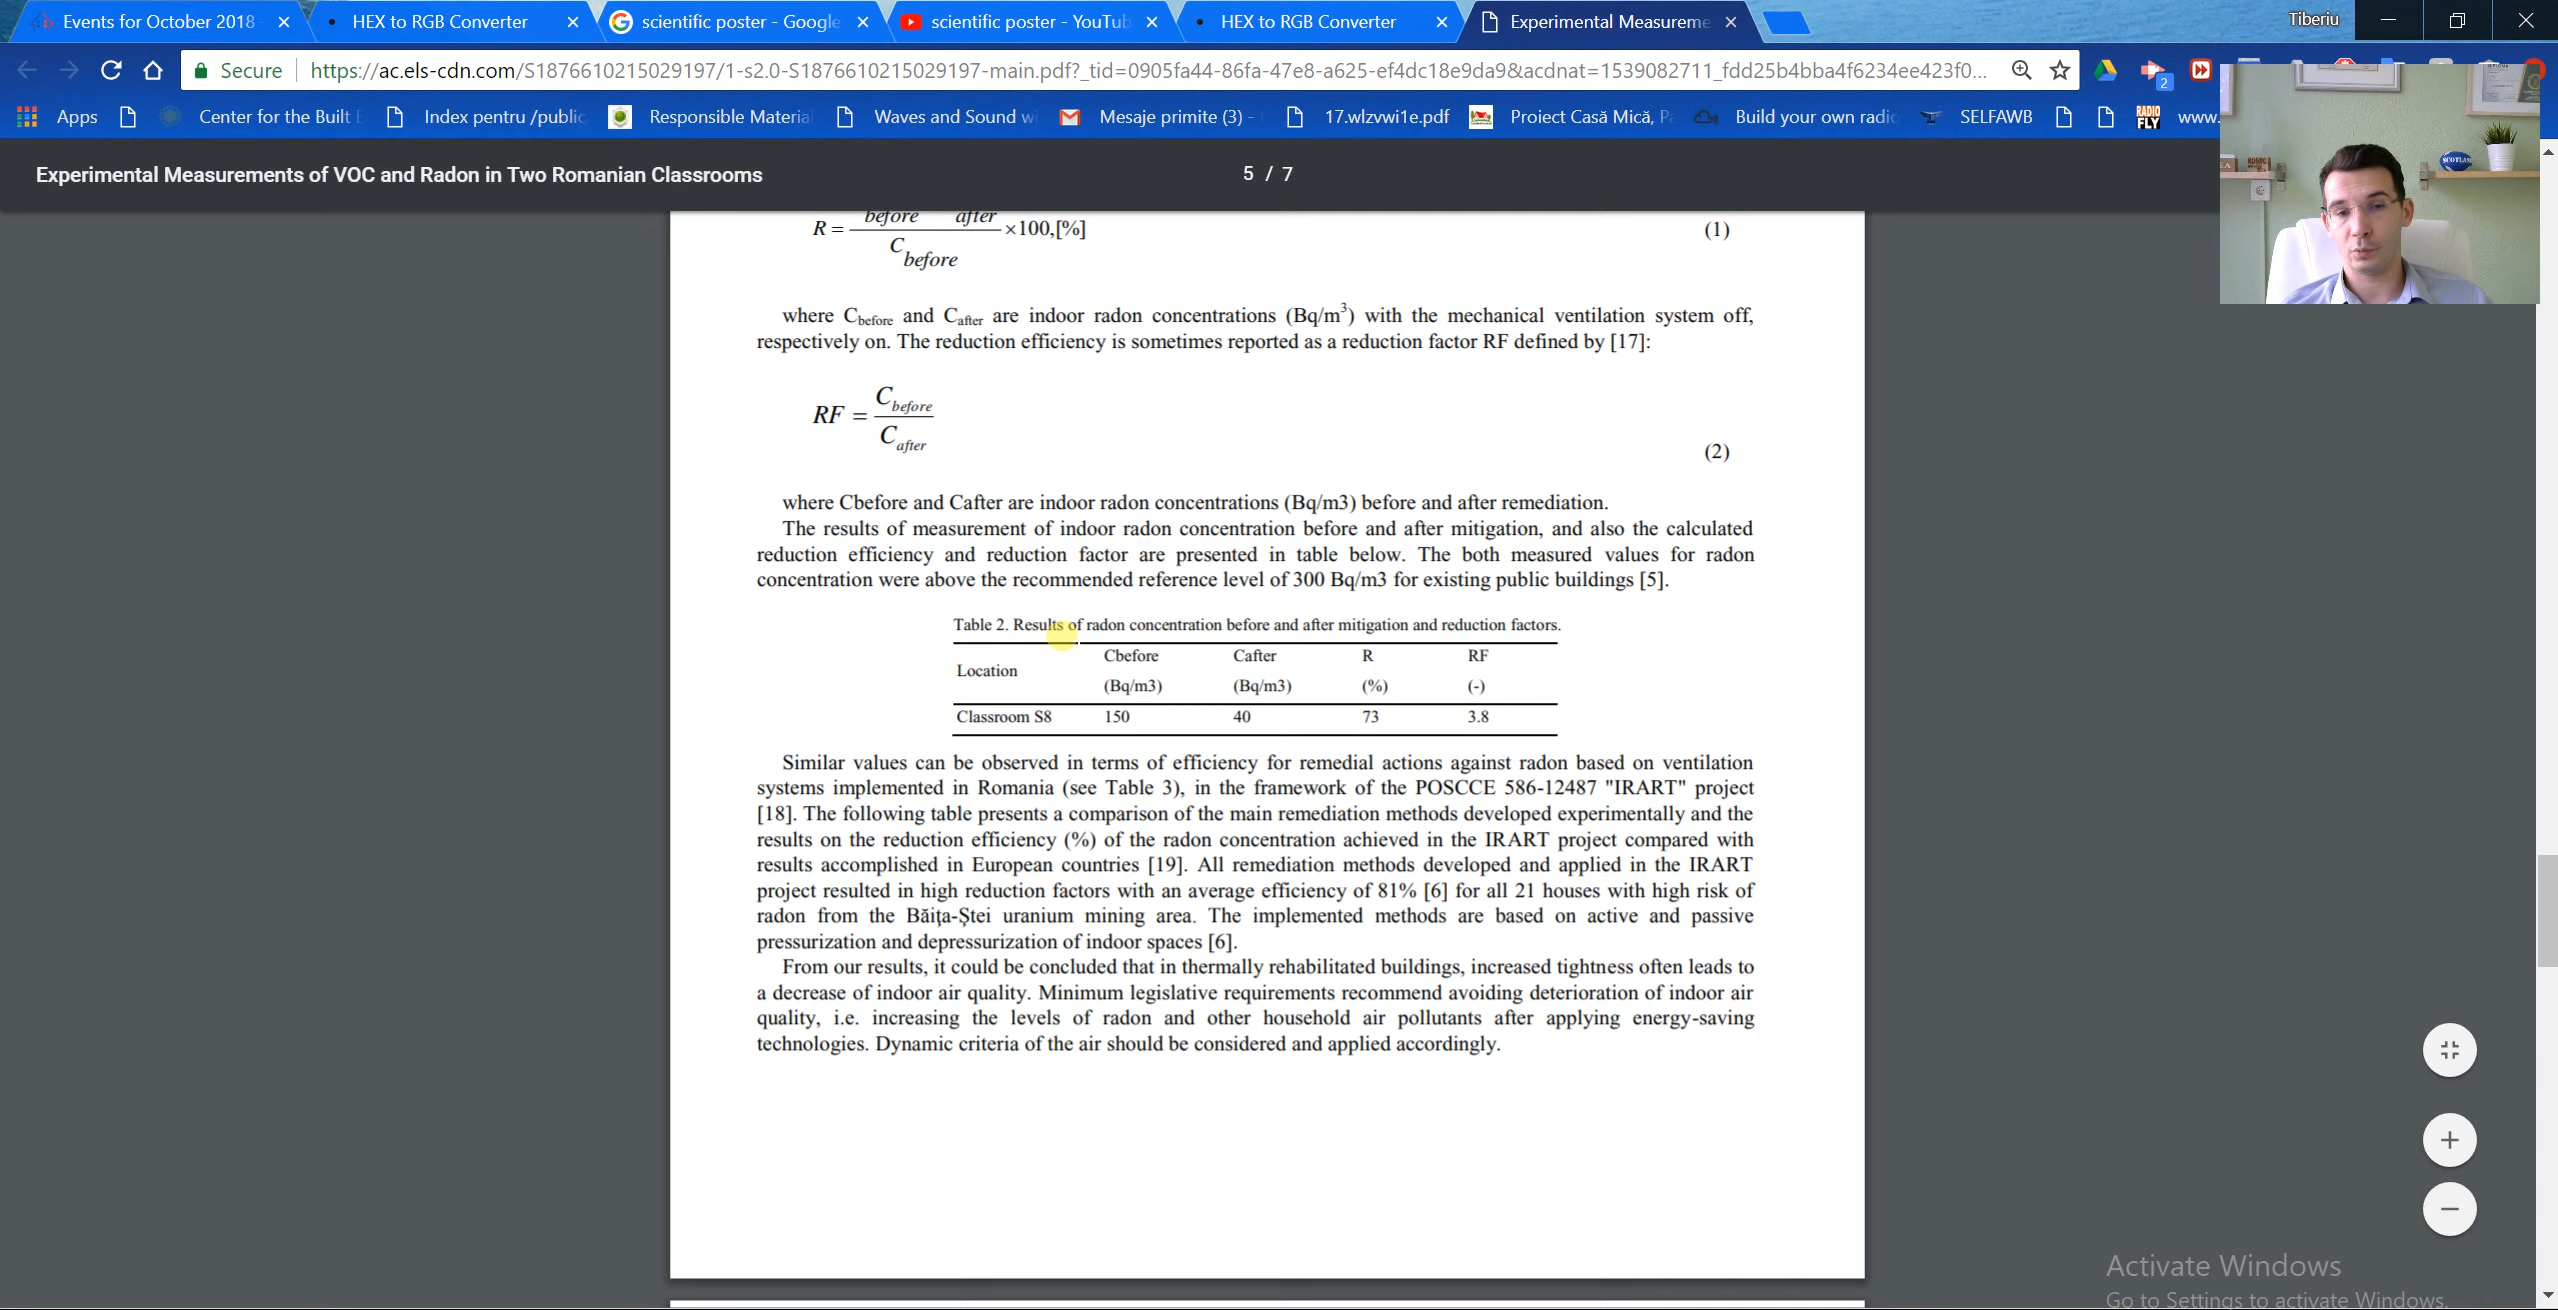 Events for October 2018
HEX to RGB Converter
scientific poster - Google
scientific poster - YouTub
HEX to RGB Converter
Experimental Measureme
Tiberiu
Secure
https://ac.els-cdn.com/S1876610215029197/1-s2.0-S1876610215029197-main.pdf?_tid=0905fa44-86fa-47e8-a625-ef4dc18e9da9&acdnat=1539082711_fdd25b4bba4f6234ee423f0...
2
Apps
Center for the Built E
Index pentru /public
Responsible Materia
Waves and Sound wi
Mesaje primite (3) -
17.wlzvwi1e.pdf
Proiect Casă Mică, Pa
Build your own radio
SELFAWB
RADIO FLY
www.
SCOTLAND
Experimental Measurements of VOC and Radon in Two Romanian Classrooms
5 / 7
before after
R = ×100,[%] (1)
C before
where Cbefore and Cafter are indoor radon concentrations (Bq/m³) with the mechanical ventilation system off,
respectively on. The reduction efficiency is sometimes reported as a reduction factor RF defined by [17]:
C before
RF =
C after
(2)
where Cbefore and Cafter are indoor radon concentrations (Bq/m3) before and after remediation.
The results of measurement of indoor radon concentration before and after mitigation, and also the calculated
reduction efficiency and reduction factor are presented in table below. The both measured values for radon
concentration were above the recommended reference level of 300 Bq/m3 for existing public buildings [5].
Table 2. Results of radon concentration before and after mitigation and reduction factors.
Location Cbefore Cafter R RF
(Bq/m3) (Bq/m3) (%) (-)
Classroom S8 150 40 73 3.8
Similar values can be observed in terms of efficiency for remedial actions against radon based on ventilation
systems implemented in Romania (see Table 3), in the framework of the POSCCE 586-12487 "IRART" project
[18]. The following table presents a comparison of the main remediation methods developed experimentally and the
results on the reduction efficiency (%) of the radon concentration achieved in the IRART project compared with
results accomplished in European countries [19]. All remediation methods developed and applied in the IRART
project resulted in high reduction factors with an average efficiency of 81% [6] for all 21 houses with high risk of
radon from the Băiţa-Ştei uranium mining area. The implemented methods are based on active and passive
pressurization and depressurization of indoor spaces [6].
From our results, it could be concluded that in thermally rehabilitated buildings, increased tightness often leads to
a decrease of indoor air quality. Minimum legislative requirements recommend avoiding deterioration of indoor air
quality, i.e. increasing the levels of radon and other household air pollutants after applying energy-saving
technologies. Dynamic criteria of the air should be considered and applied accordingly.
Activate Windows
Go to Settings to activate Windows.